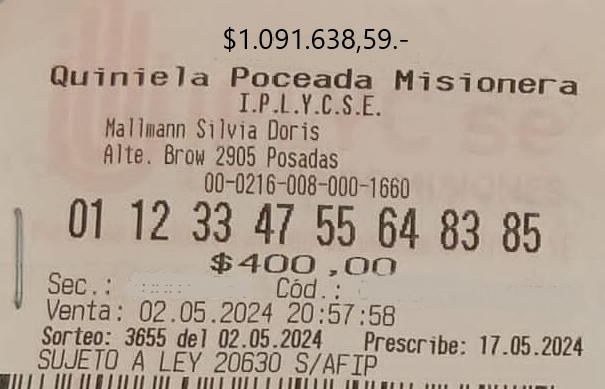 $1.091.638,59.-
Quiniela Poceada Misionera
I.P.L.Y.C.S.E.
Mallmann Silvia Doris
Alte. Brow 2905 Posadas
00-0216-008-000-1660
01 12 33 47 55 64 83 85
$400,00
Sec.: Cód.:
Venta: 02.05.2024 20:57:58
Sorteo: 3655 del 02.05.2024 Prescribe: 17.05.2024
SUJETO A LEY 20630 S/AFIP